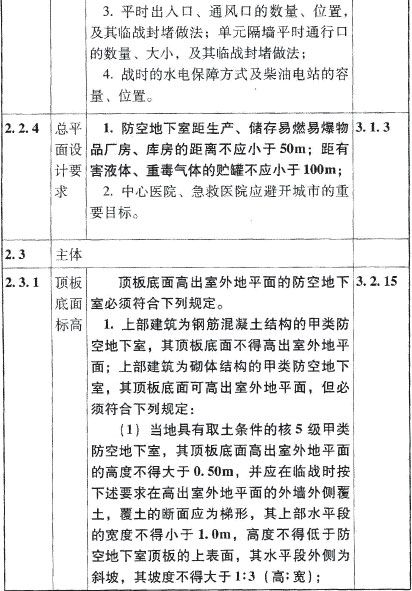 3. 平时出入口、通风口的数量、位置,
及其临战封堵做法；单元隔墙平时通行口
的数量、大小，及其临战封堵做法；
4. 战时的水电保障方式及柴油电站的容
量、位置。
2.2.4 总平 1. 防空地下室距生产、储存易燃易爆物 3.1.3
面设 品厂房、库房的距离不应小于50m；距有
计要 害液体、重毒气体的贮罐不应小于100m；
求 2. 中心医院、急救医院应避开城市的重
要目标。
2.3 主体
2.3.1 顶板 顶板底面高出室外地平面的防空地下 3.2.15
底面 室必须符合下列规定。
标高 1. 上部建筑为钢筋混凝土结构的甲类防
空地下室，其顶板底面不得高出室外地平
面；上部建筑为砌体结构的甲类防空地下
室，其顶板底面可高出室外地平面，但必
须符合下列规定：
(1) 当地具有取土条件的核5级甲类
防空地下室，其顶板底面高出室外地平面
的高度不得大于0.50m，并应在临战时按
下述要求在高出室外地平面的外墙外侧覆
土，覆土的断面应为梯形，其上部水平段
的宽度不得小于1.0m，高度不得低于防
空地下室顶板的上表面，其水平段外侧为
斜坡，其坡度不得大于1:3（高:宽）；